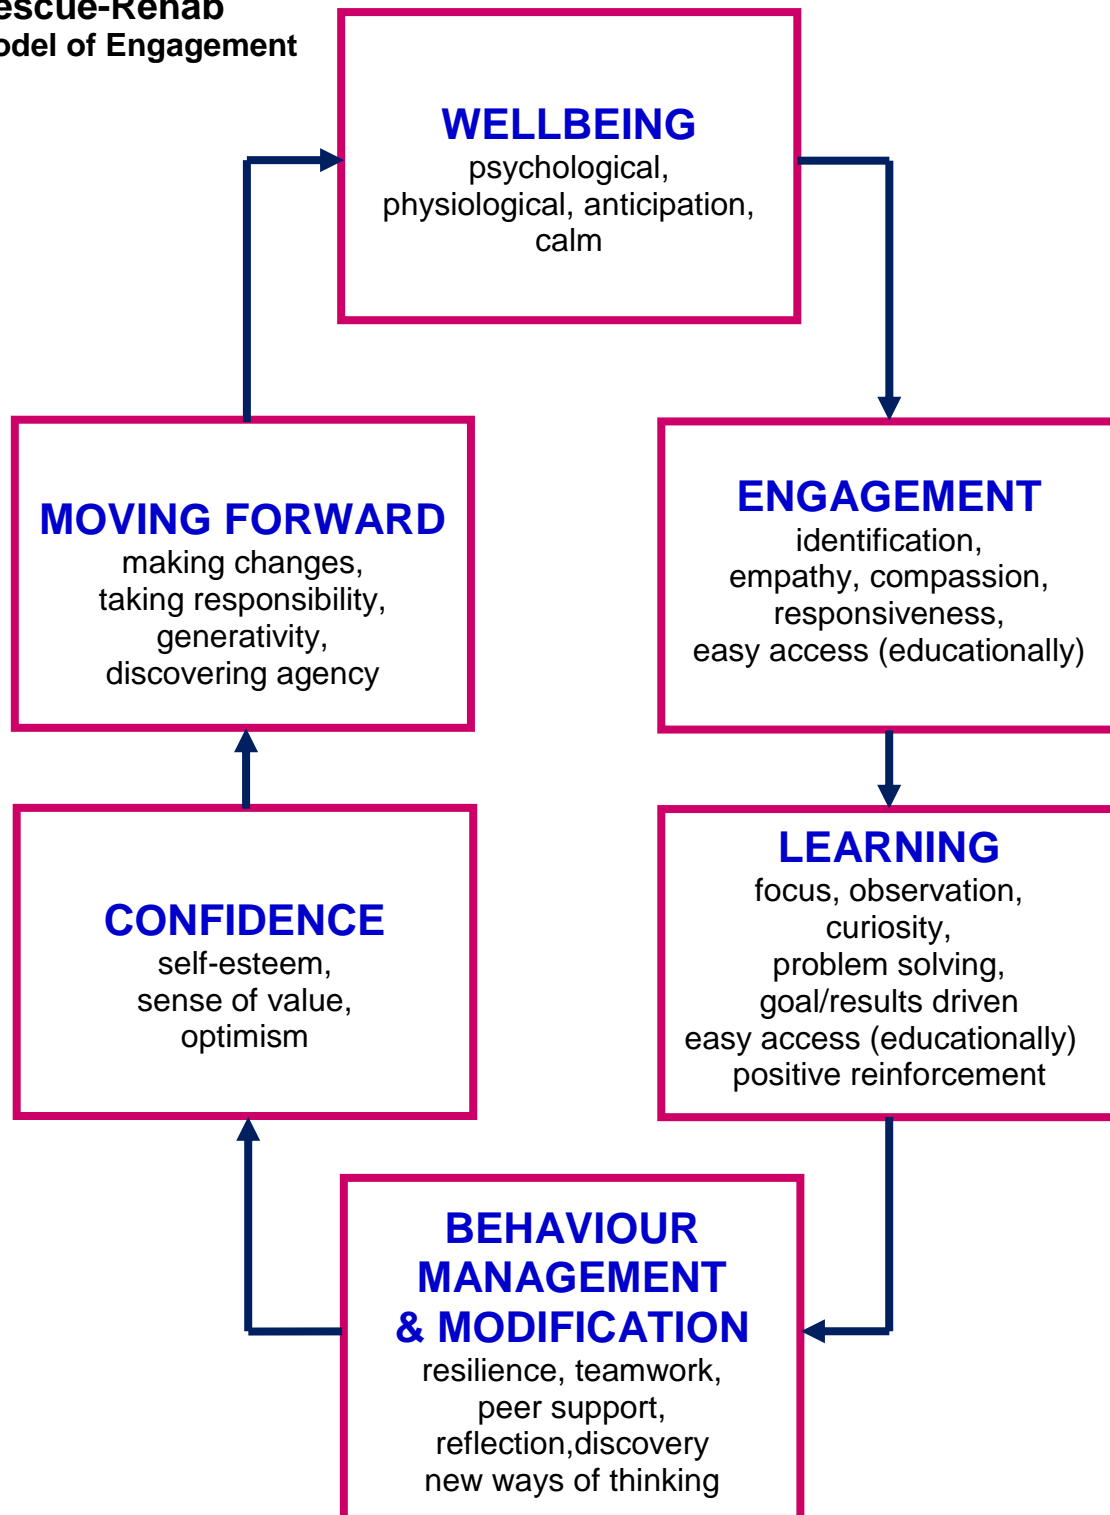 escue-Rehab
odel of Engagement
WELLBEING
psychological,
physiological, anticipation,
calm
MOVING FORWARD
making changes,
taking responsibility,
generativity,
discovering agency
ENGAGEMENT
identification,
empathy, compassion,
responsiveness,
easy access (educationally)
CONFIDENCE
self-esteem,
sense of value,
optimism
LEARNING
focus, observation,
curiosity,
problem solving,
goal/results driven
easy access (educationally)
positive reinforcement
BEHAVIOUR
MANAGEMENT
& MODIFICATION
resilience, teamwork,
peer support,
reflection,discovery
new ways of thinking